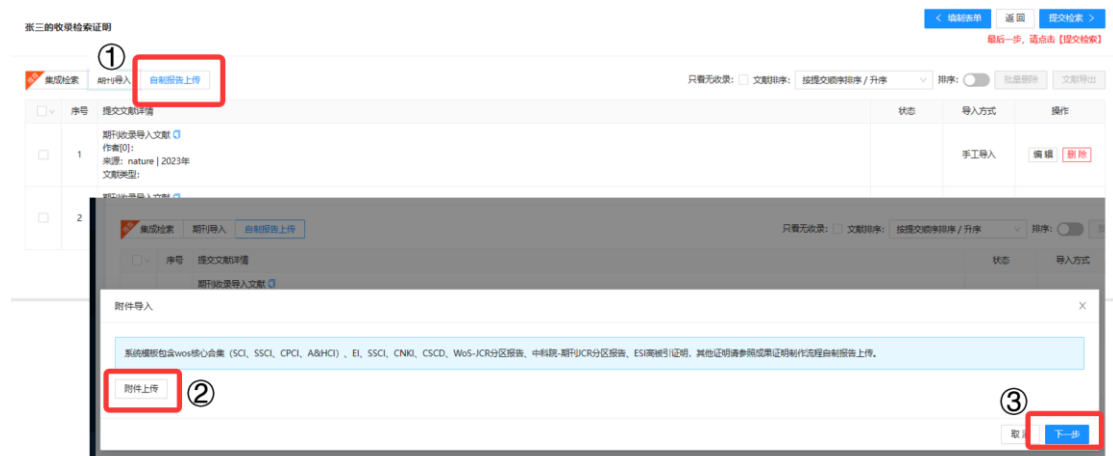 张三的收录检索证明
< 编制表单 返 回 提交检索 >
最后一步，请点击【提交检索】
①
集成检索 期刊导入 自制报告上传 只看无收录: 文献排序: 按提交顺序排序 / 升序 排序: 批量删除 文献导出
序号 提交文献详情 状态 导入方式 操作
期刊收录导入文献
作者[0]:
1 来源: nature | 2023年 手工导入 编 辑 删 除
文献类型:
期刊收录导入文献
2
集成检索 期刊导入 自制报告上传 只看无收录: 文献排序: 按提交顺序排序 / 升序 排序:
序号 提交文献详情 状态 导入方式
期刊收录导入文献
附件导入 ×
系统模板包含wos核心合集（SCI、SSCI、CPCI、A&HCI）、EI、SSCI、CNKI、CSCD、WoS-JCR分区报告、中科院-期刊JCR分区报告、ESI高被引证明，其他证明请参照成果证明制作流程自制报告上传。
附件上传 ②
③
取 下一步